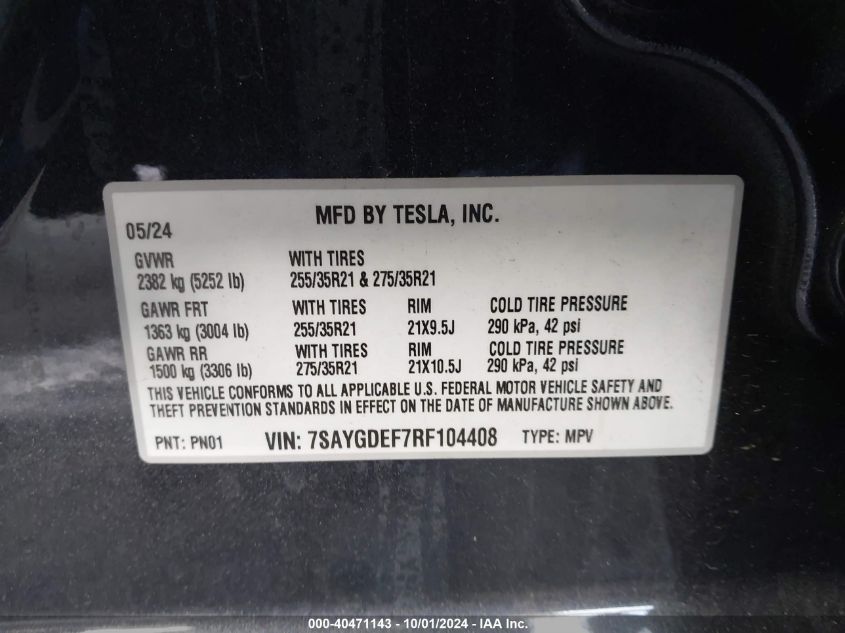 05/24 MFD BY TESLA, INC.
GVWR WITH TIRES
2382 kg (5252 lb) 255/35R21 & 275/35R21
GAWR FRT WITH TIRES RIM COLD TIRE PRESSURE
1363 kg (3004 lb) 255/35R21 21X9.5J 290 kPa, 42 psi
GAWR RR WITH TIRES RIM COLD TIRE PRESSURE
1500 kg (3306 lb) 275/35R21 21X10.5J 290 kPa, 42 psi
THIS VEHICLE CONFORMS TO ALL APPLICABLE U.S. FEDERAL MOTOR VEHICLE SAFETY AND
THEFT PREVENTION STANDARDS IN EFFECT ON THE DATE OF MANUFACTURE SHOWN ABOVE.
PNT: PN01 VIN: 7SAYGDEF7RF104408 TYPE: MPV
000-40471143 - 10/01/2024 - IAA Inc.